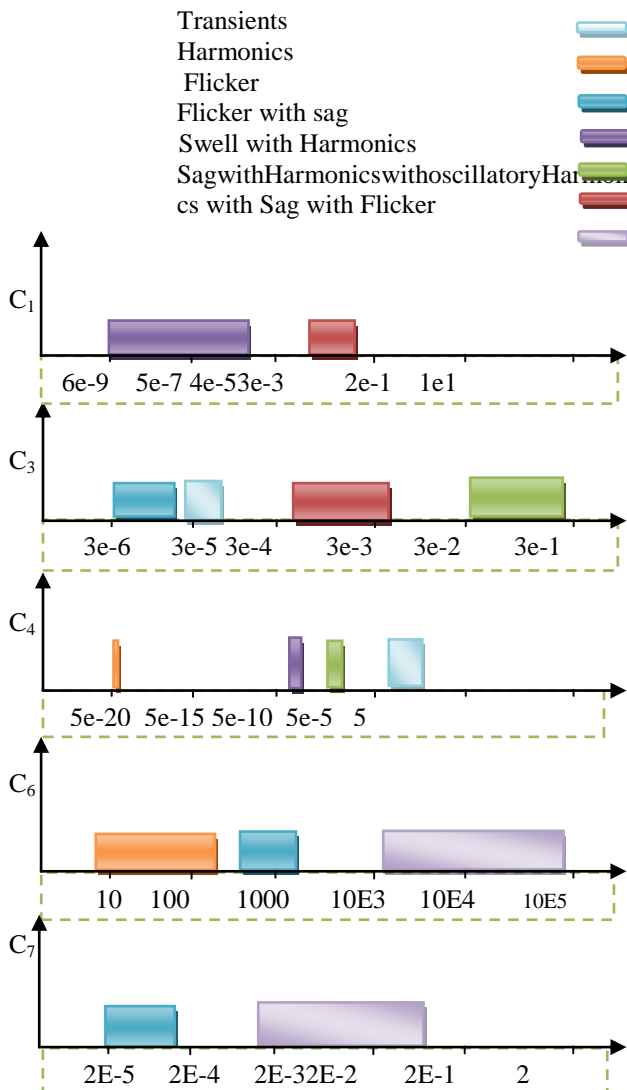 Transients
Harmonics
Flicker
Flicker with sag
Swell with Harmonics
SagwithHarmonicswithoscillatoryHarmoni
cs with Sag with Flicker
C1
6e-9 5e-7 4e-53e-3 2e-1 1e1
C3
3e-6 3e-5 3e-4 3e-3 3e-2 3e-1
C4
5e-20 5e-15 5e-10 5e-5 5
C6
10 100 1000 10E3 10E4 10E5
C7
2E-5 2E-4 2E-32E-2 2E-1 2